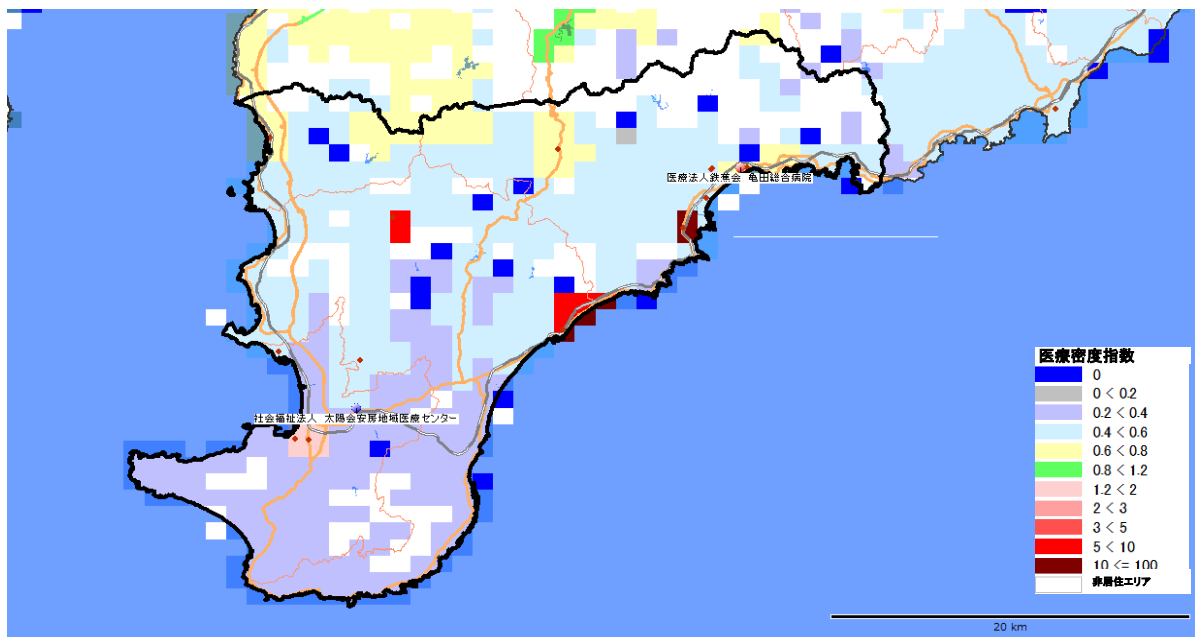 医療法人鉄蕉会 亀田総合病院
医療密度指数
0
0 < 0.2
0.2 < 0.4
0.4 < 0.6
0.6 < 0.8
0.8 < 1.2
1.2 < 2
2 < 3
3 < 5
5 < 10
10 <= 100
非居住エリア
社会福祉法人 太陽会安房地域医療センター
20 km